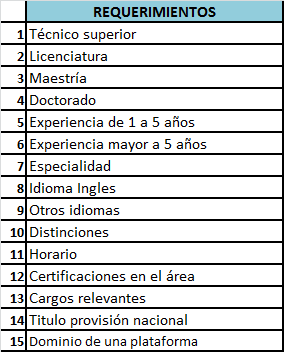 REQUERIMIENTOS
1 Técnico superior
2 Licenciatura
3 Maestría
4 Doctorado
5 Experiencia de 1 a 5 años
6 Experiencia mayor a 5 años
7 Especialidad
8 Idioma Ingles
9 Otros idiomas
10 Distinciones
11 Horario
12 Certificaciones en el área
13 Cargos relevantes
14 Titulo provisión nacional
15 Dominio de una plataforma